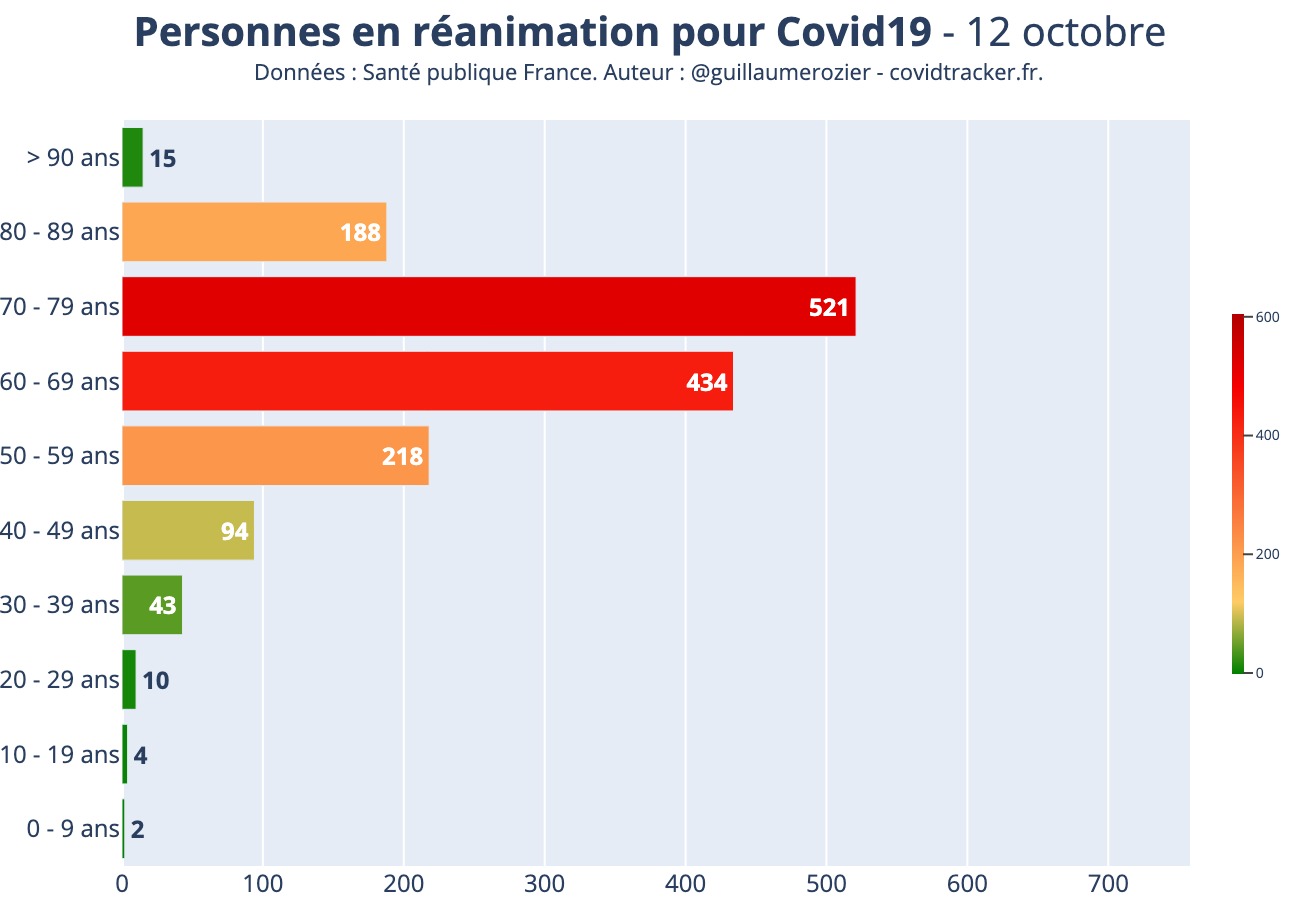 Personnes en réanimation pour Covid19 - 12 octobre
Données : Santé publique France. Auteur : @guillaumerozier - covidtracker.fr.
> 90 ans 15
80 - 89 ans 188
70 - 79 ans 521
60 - 69 ans 434
50 - 59 ans 218
40 - 49 ans 94
30 - 39 ans 43
20 - 29 ans 10
10 - 19 ans 4
0 - 9 ans 2
0 100 200 300 400 500 600 700
600
400
200
0